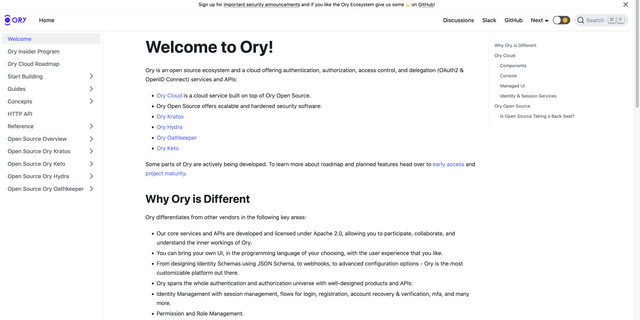 Sign up for important security announcements and if you like the Ory Ecosystem give us some ⭐ on GitHub!
ORY
Home
Discussions
Slack
GitHub
Next
Search
⌘
K
Welcome
Ory Insider Program
Ory Cloud Roadmap
Start Building
Guides
Concepts
HTTP API
Reference
Open Source Overview
Open Source Ory Kratos
Open Source Ory Keto
Open Source Ory Hydra
Open Source Ory Oathkeeper
Welcome to Ory!
Ory is an open source ecosystem and a cloud offering authentication, authorization, access control, and delegation (OAuth2 &
OpenID Connect) services and APIs:
• Ory Cloud is a cloud service built on top of Ory Open Source.
• Ory Open Source offers scalable and hardened security software:
• Ory Kratos
• Ory Hydra
• Ory Oathkeeper
• Ory Keto
Some parts of Ory are actively being developed. To learn more about roadmap and planned features head over to early access and
project maturity.
Why Ory is Different
Ory differentiates from other vendors in the following key areas:
• Our core services and APIs are developed and licensed under Apache 2.0, allowing you to participate, collaborate, and
understand the inner workings of Ory.
• You can bring your own UI, in the programming language of your choosing, with the user experience that you like.
• From designing Identity Schemas using JSON Schema, to webhooks, to advanced configuration options - Ory is the most
customizable platform out there.
• Ory spans the whole authentication and authorization universe with well-designed products and APIs:
• Identity Management with session management, flows for login, registration, account recovery & verification, mfa, and many
more.
• Permission and Role Management.
Why Ory is Different
Ory Cloud
Components
Console
Managed UI
Identity & Session Services
Ory Open Source
Is Open Source Taking a Back Seat?